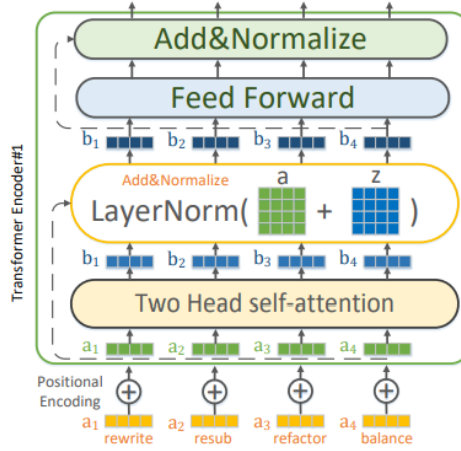 Add&Normalize
Feed Forward
b₁ b₂ b₃ b₄
Add&Normalize
a z
LayerNorm( + )
b₁ b₂ b₃ b₄
Two Head self-attention
a₁ a₂ a₃ a₄
Positional
Encoding
+ + + +
a₁ a₂ a₃ a₄
rewrite resub refactor balance
Transformer Encoder#1